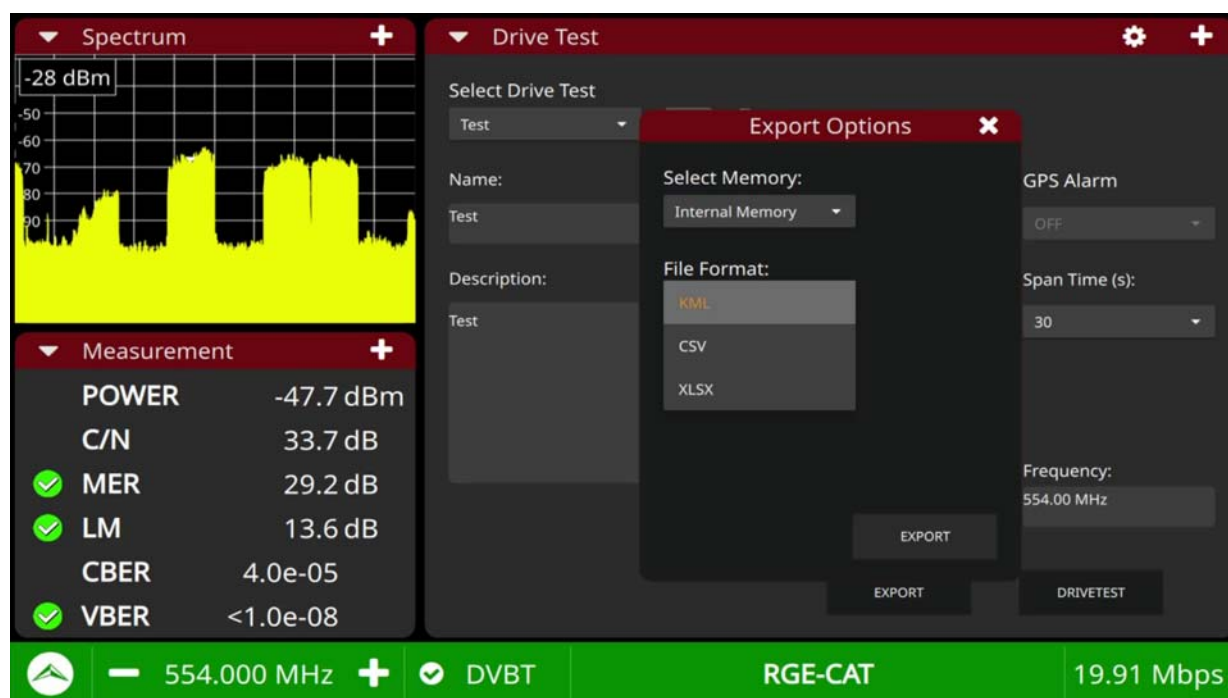 Spectrum
-28 dBm
-50
-60
70
80
90
Measurement
POWER -47.7 dBm
C/N 33.7 dB
MER 29.2 dB
LM 13.6 dB
CBER 4.0e-05
VBER <1.0e-08
Drive Test
Select Drive Test
Test
Name:
Test
Description:
Test
Export Options
Select Memory:
Internal Memory
File Format:
KML
CSV
XLSX
EXPORT
GPS Alarm
OFF
Span Time (s):
30
Frequency:
554.00 MHz
EXPORT
DRIVETEST
554.000 MHz
DVBT
RGE-CAT
19.91 Mbps